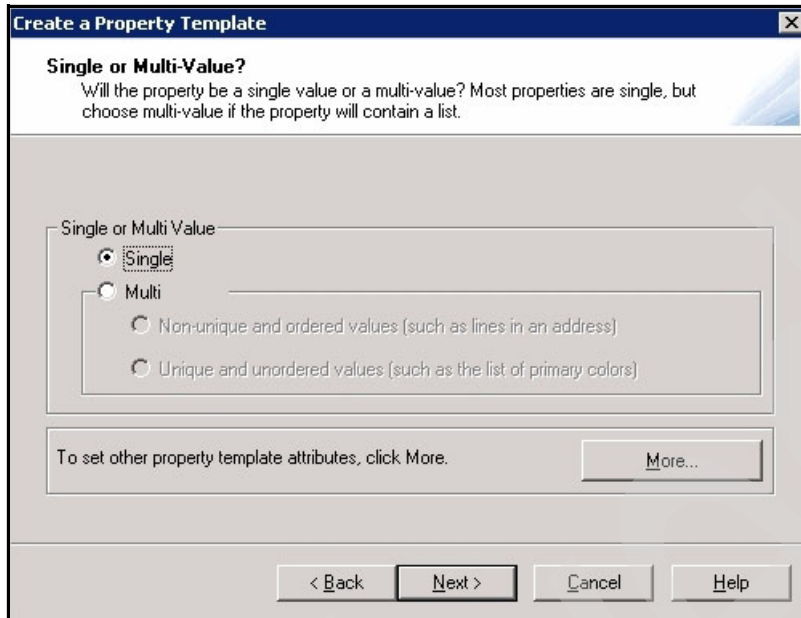 Create a Property Template
Single or Multi-Value?
Will the property be a single value or a multi-value? Most properties are single, but
choose multi-value if the property will contain a list.
Single or Multi Value
Single
Multi
Non-unique and ordered values (such as lines in an address)
Unique and unordered values (such as the list of primary colors)
To set other property template attributes, click More.
More...
< Back
Next >
Cancel
Help